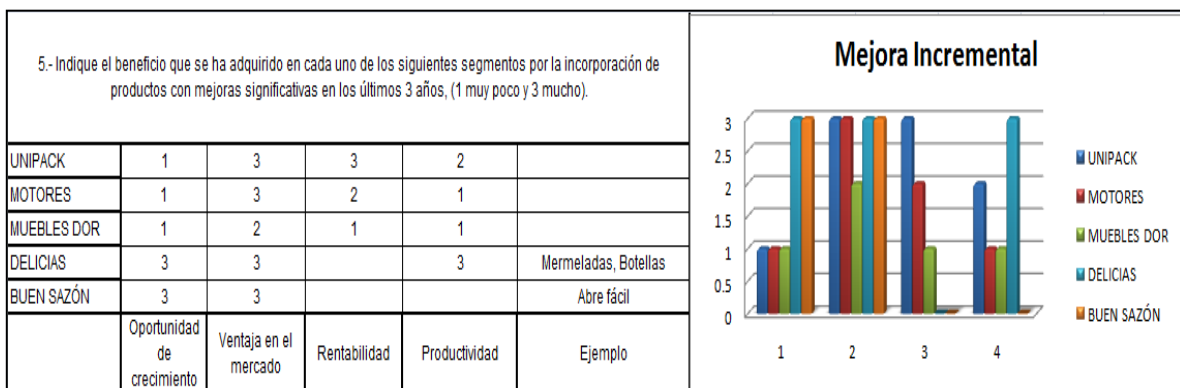 5.- Indique el beneficio que se ha adquirido en cada uno de los siguientes segmentos por la incorporación de
productos con mejoras significativas en los últimos 3 años, (1 muy poco y 3 mucho).
UNIPACK 1 3 3 2
MOTORES 1 3 2 1
MUEBLES DOR 1 2 1 1
DELICIAS 3 3 3 Mermeladas, Botellas
BUEN SAZÓN 3 3 Abre fácil
Oportunidad
de
crecimiento
Ventaja en el
mercado
Rentabilidad
Productividad
Ejemplo
Mejora Incremental
3
2.5
2
1.5
1
0.5
0
1 2 3 4
UNIPACK
MOTORES
MUEBLES DOR
DELICIAS
BUEN SAZÓN